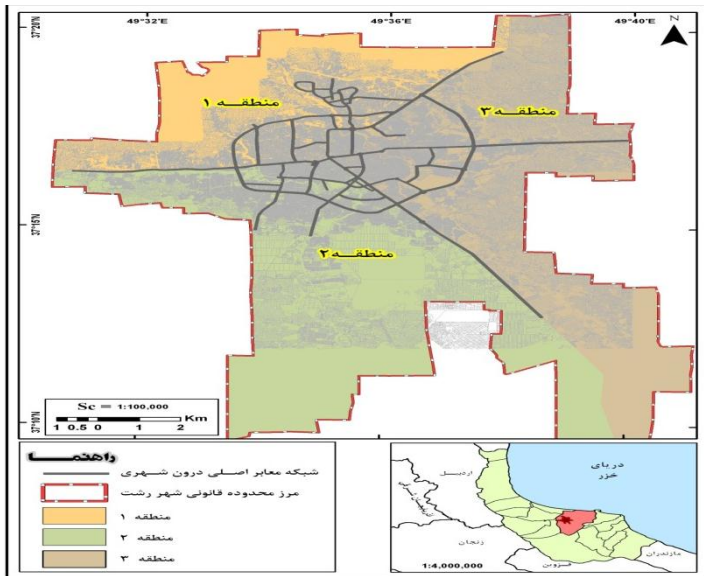 49°32'E
49°36'E
49°40'E
N
37°20'N
37°15'N
37°10'N
منطقه ۱
منطقه ۳
منطقه ۲
Sc = 1:100,000
1 0.5 0 1 2 Km
راهنما
شبکه معابر اصلی درون شهری
مرز محدوده قانونی شهر رشت
منطقه ۱
منطقه ۲
منطقه ۳
دریای
خزر
اردبیل
زنجان
قزوین
مازندران
1:4,000,000